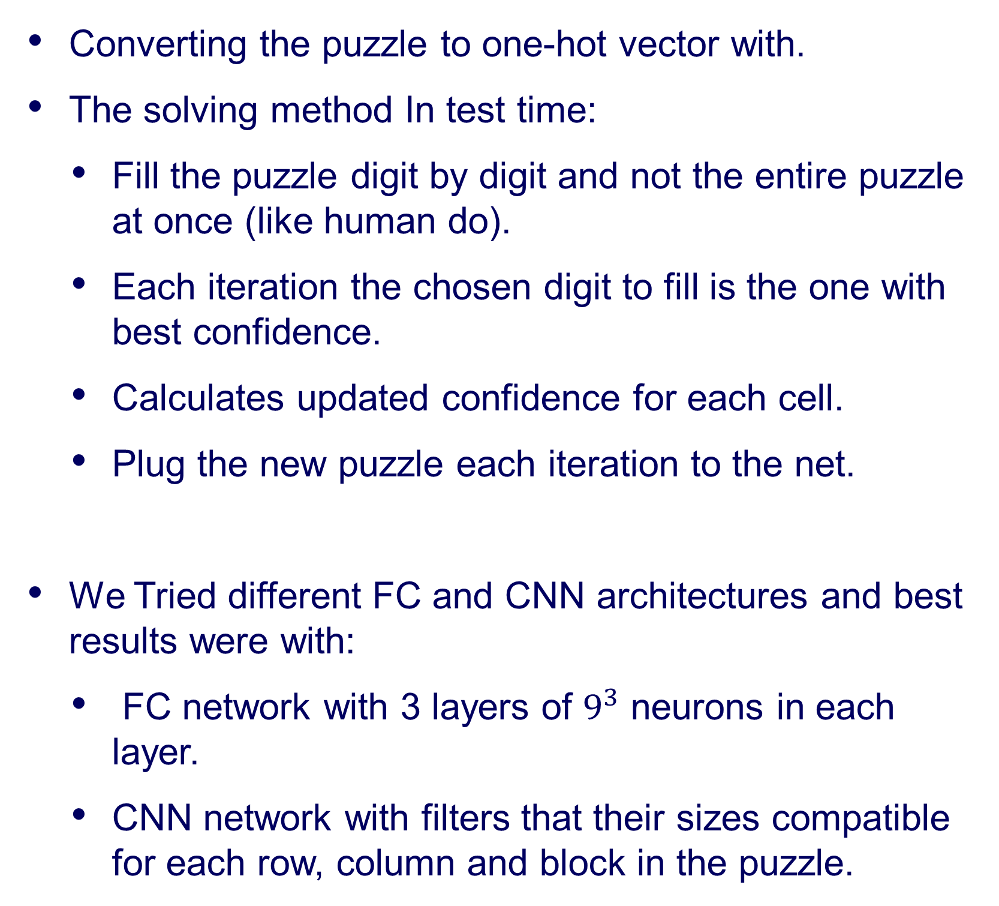 • Converting the puzzle to one-hot vector with.
• The solving method In test time:
• Fill the puzzle digit by digit and not the entire puzzle
at once (like human do).
• Each iteration the chosen digit to fill is the one with
best confidence.
• Calculates updated confidence for each cell.
• Plug the new puzzle each iteration to the net.
• We Tried different FC and CNN architectures and best
results were with:
• FC network with 3 layers of 9³ neurons in each
layer.
• CNN network with filters that their sizes compatible
for each row, column and block in the puzzle.